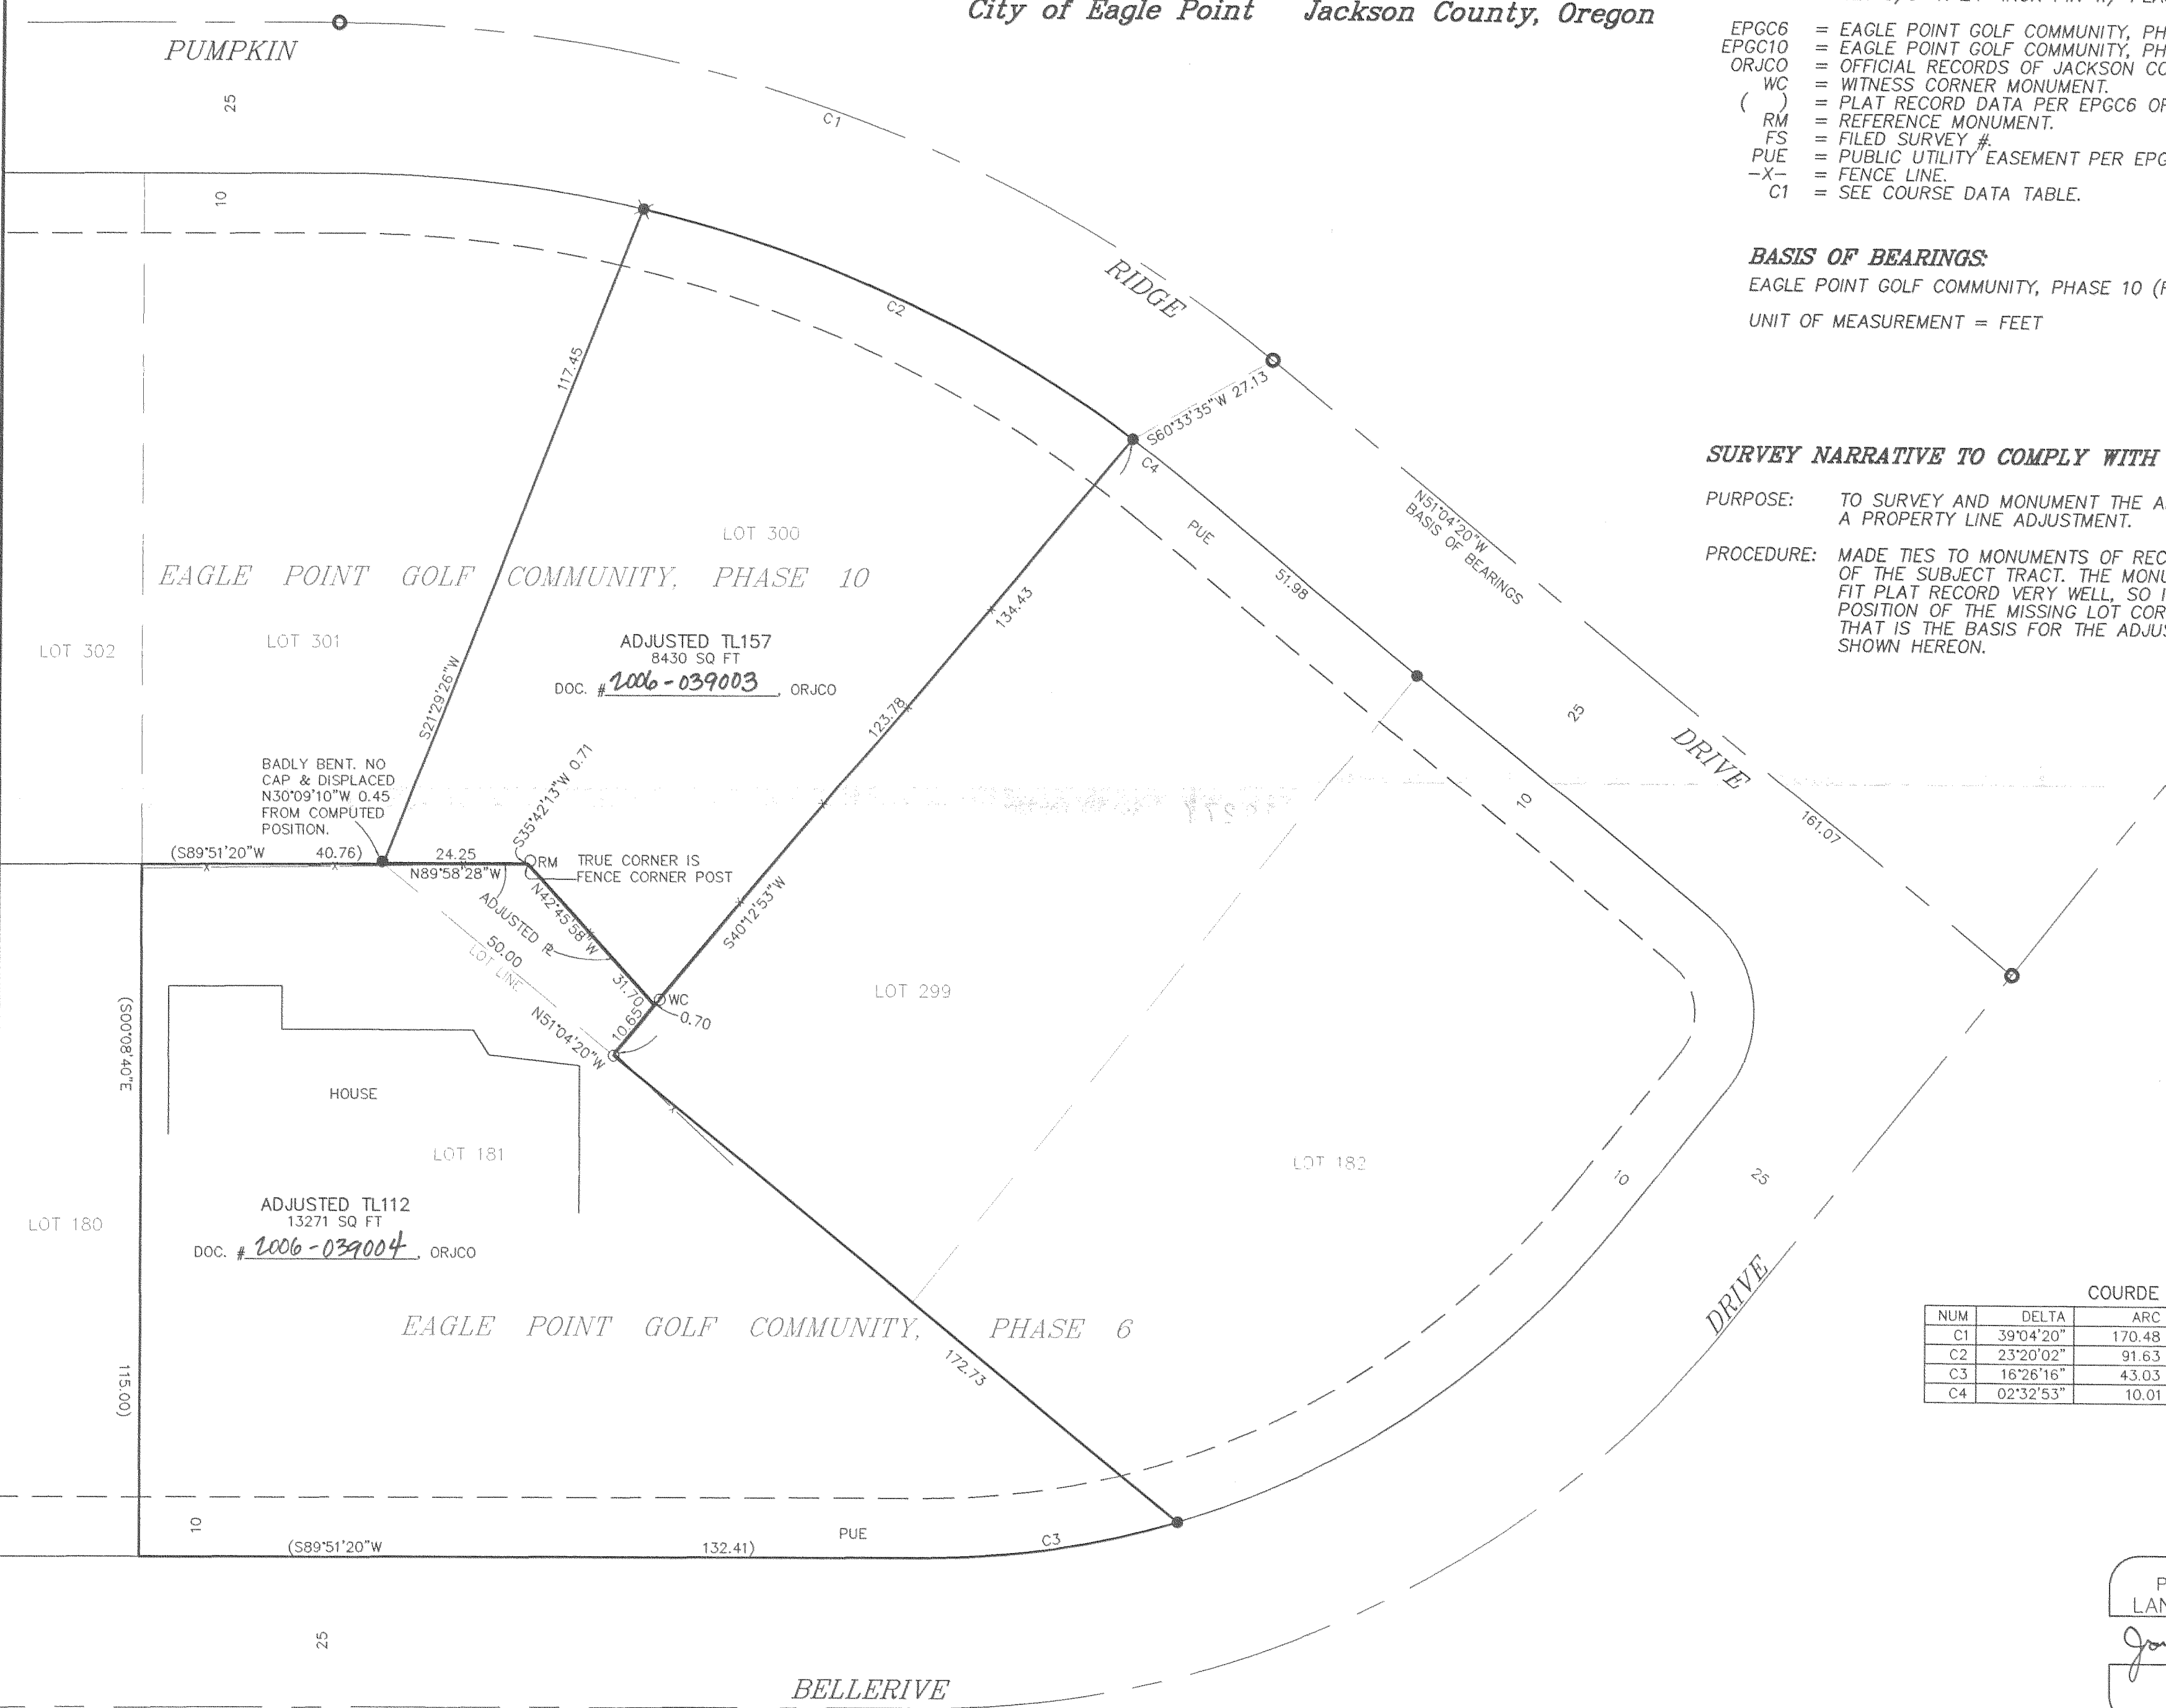 City of Eagle Point Jackson County, Oregon
EPGC6 = EAGLE POINT GOLF COMMUNITY, PH
EPGC10 = EAGLE POINT GOLF COMMUNITY, PH
ORJCO = OFFICIAL RECORDS OF JACKSON CO
WC = WITNESS CORNER MONUMENT.
( ) = PLAT RECORD DATA PER EPGC6 OR
RM = REFERENCE MONUMENT.
FS = FILED SURVEY #.
PUE = PUBLIC UTILITY EASEMENT PER EPG
-X- = FENCE LINE.
C1 = SEE COURSE DATA TABLE.
BASIS OF BEARINGS:
EAGLE POINT GOLF COMMUNITY, PHASE 10 (F
UNIT OF MEASUREMENT = FEET
SURVEY NARRATIVE TO COMPLY WITH
PURPOSE: TO SURVEY AND MONUMENT THE A
A PROPERTY LINE ADJUSTMENT.
PROCEDURE: MADE TIES TO MONUMENTS OF REC
OF THE SUBJECT TRACT. THE MONU
FIT PLAT RECORD VERY WELL, SO I
POSITION OF THE MISSING LOT COR
THAT IS THE BASIS FOR THE ADJUS
SHOWN HEREON.
PUMPKIN
25
C1
10
RIDGE
C2
117.45
S60°33'35"W 27.13
C4
N51°04'20"W
BASIS OF BEARINGS
PUE
51.98
LOT 300
EAGLE POINT GOLF COMMUNITY, PHASE 10
134.43
LOT 302
LOT 301
ADJUSTED TL157
8430 SQ FT
DOC. # 2006-039003, ORJCO
S21°29'26"W
123.78
25
DRIVE
10
161.07
BADLY BENT. NO
CAP & DISPLACED
N30°09'10"W 0.45
FROM COMPUTED
POSITION.
S35°42'13"W 0.71
(S89°51'20"W 40.76)
24.25
N89°58'28"W
RM
TRUE CORNER IS
FENCE CORNER POST
ADJUSTED PL
N42°45'58"W
31.70
S40°12'53"W
50.00
LOT LINE
N51°04'20"W
10.65
WC
0.70
LOT 299
(S00°08'40"E
115.00)
HOUSE
LOT 181
LOT 182
10
25
LOT 180
ADJUSTED TL112
13271 SQ FT
DOC. # 2006-039004, ORJCO
EAGLE POINT GOLF COMMUNITY, PHASE 6
172.73
DRIVE
COURDE
NUM DELTA ARC
C1 39°04'20" 170.48
C2 23°20'02" 91.63
C3 16°26'16" 43.03
C4 02°32'53" 10.01
10
PUE
C3
(S89°51'20"W 132.41)
25
BELLERIVE
P
LAN